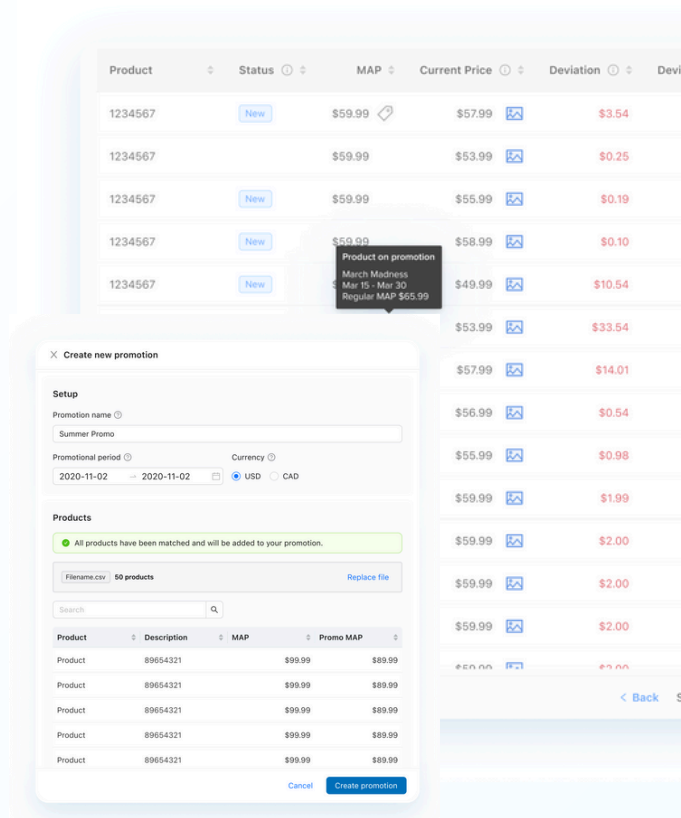 Product Status MAP Current Price Deviation Devi
1234567 New $59.99 $57.99 $3.54
1234567 $59.99 $53.99 $0.25
1234567 New $59.99 $55.99 $0.19
1234567 New $59.99 $58.99 $0.10
1234567 New $49.99 $10.54
Product on promotion
March Madness
Mar 15 - Mar 30
Regular MAP $65.99
$53.99 $33.54
$57.99 $14.01
$56.99 $0.54
$55.99 $0.98
$59.99 $1.99
$59.99 $2.00
$59.99 $2.00
$59.99 $2.00
$59.99 $2.00
< Back S
Create new promotion
Setup
Promotion name
Summer Promo
Promotional period Currency
2020-11-02 → 2020-11-02 USD CAD
Products
All products have been matched and will be added to your promotion.
Filename.csv 50 products Replace file
Search
Product Description MAP Promo MAP
Product 89654321 $99.99 $89.99
Product 89654321 $99.99 $89.99
Product 89654321 $99.99 $89.99
Product 89654321 $99.99 $89.99
Product 89654321 $99.99 $89.99
Cancel Create promotion